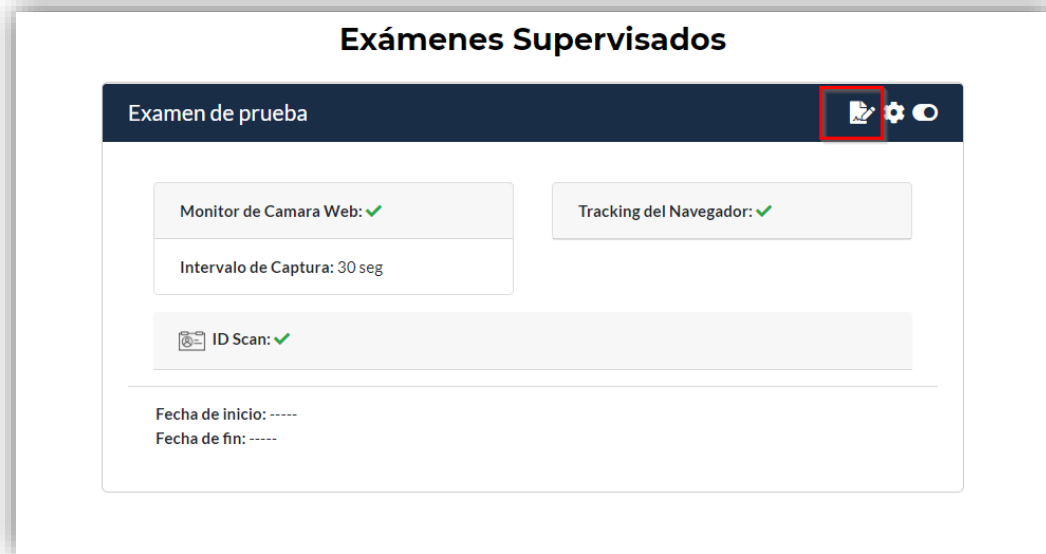 Exámenes Supervisados
Examen de prueba
Monitor de Camara Web:
Intervalo de Captura: 30 seg
Tracking del Navegador:
ID Scan:
Fecha de inicio: -----
Fecha de fin: -----